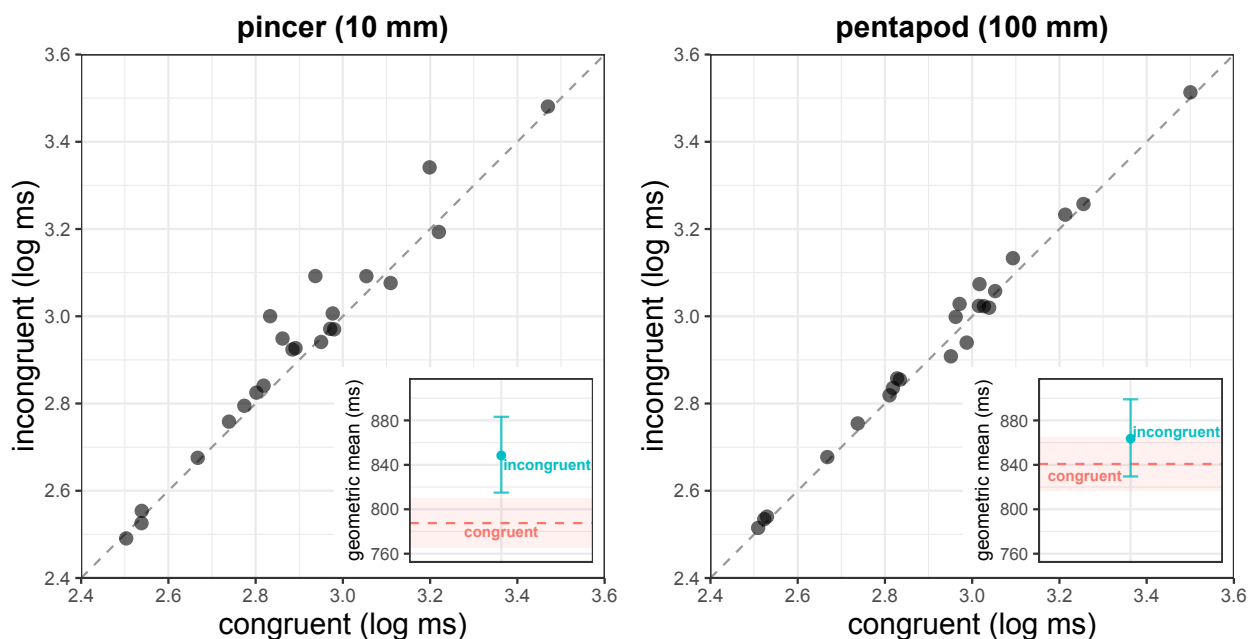 pincer (10 mm)
3.6
3.4
3.2
3.0
2.8
2.6
2.4
incongruent (log ms)
2.4 2.6 2.8 3.0 3.2 3.4 3.6
congruent (log ms)
geometric mean (ms)
880
840
800
760
incongruent
congruent
pentapod (100 mm)
3.6
3.4
3.2
3.0
2.8
2.6
2.4
incongruent (log ms)
2.4 2.6 2.8 3.0 3.2 3.4 3.6
congruent (log ms)
geometric mean (ms)
880
840
800
760
incongruent
congruent